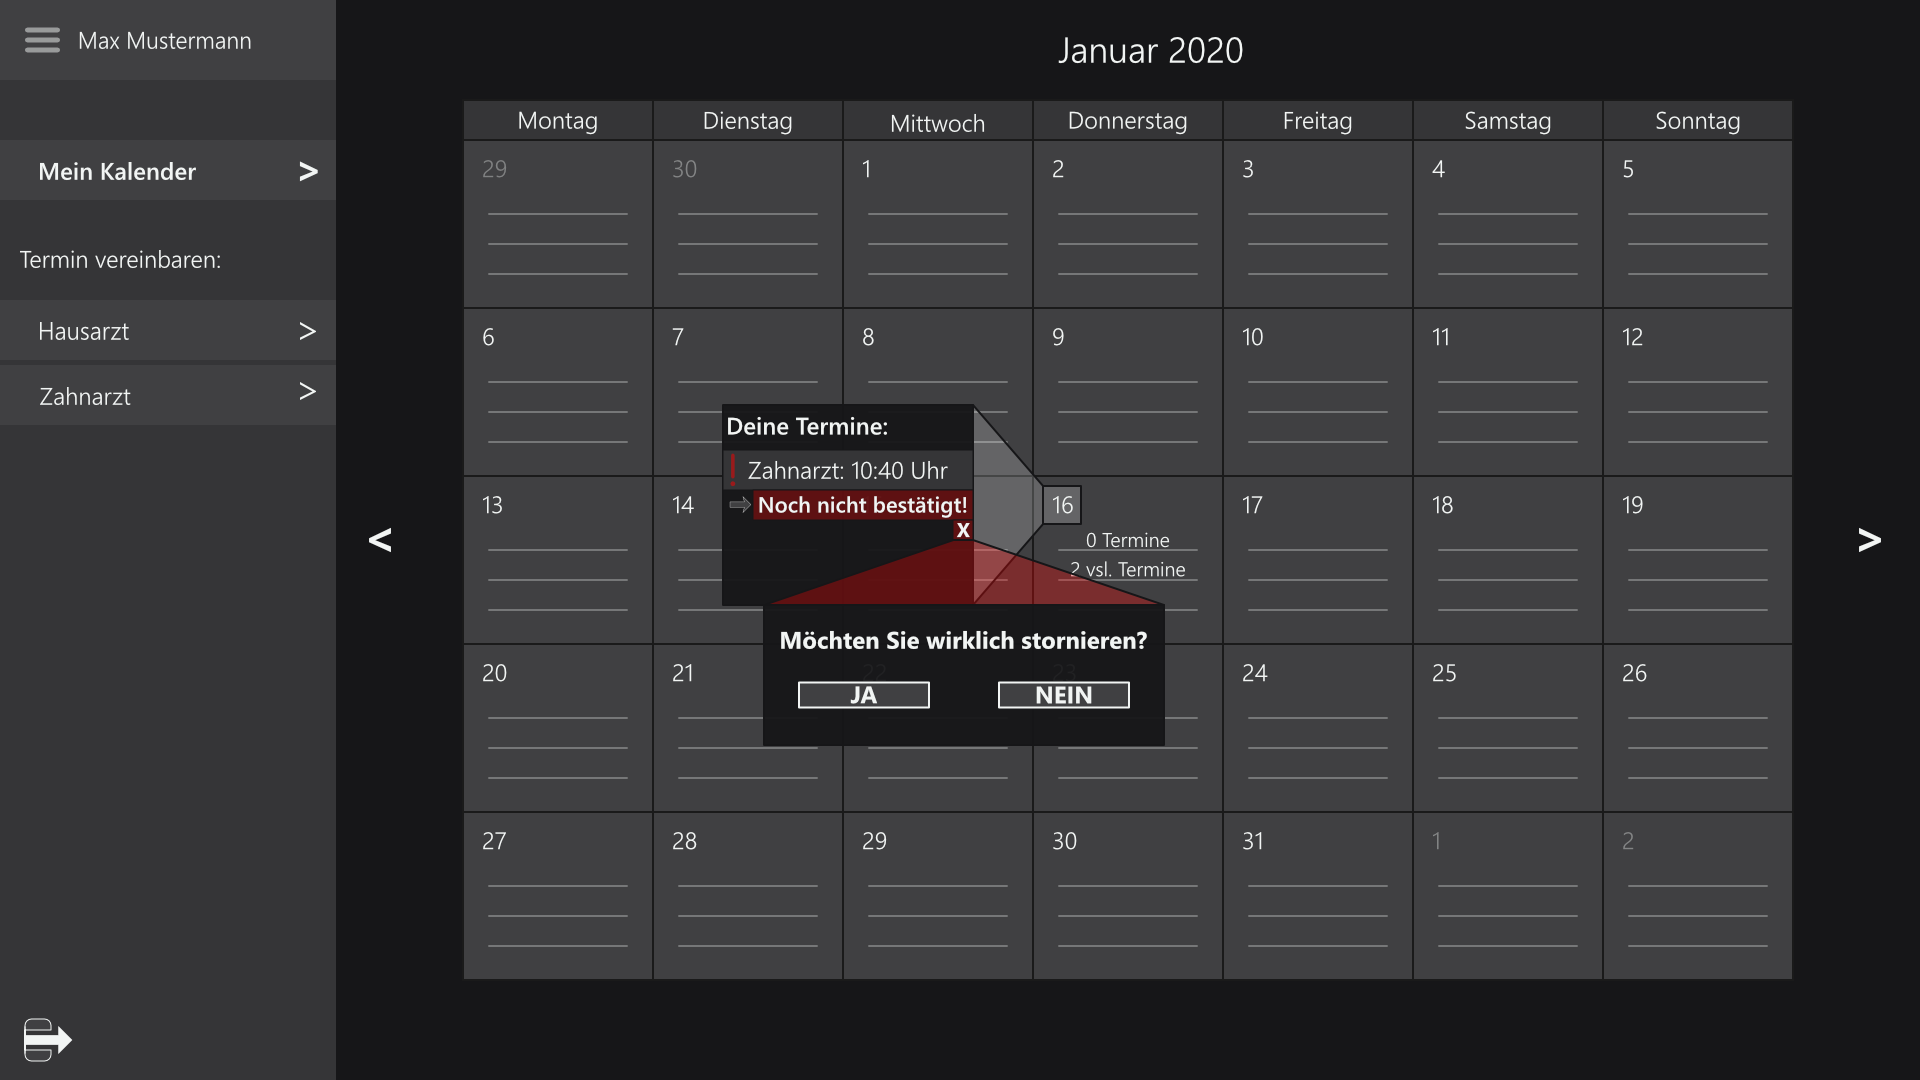 Max Mustermann
Mein Kalender >
Termin vereinbaren:
Hausarzt >
Zahnarzt >
Januar 2020
Montag Dienstag Mittwoch Donnerstag Freitag Samstag Sonntag
29 30 1 2 3 4 5
6 7 8 9 10 11 12
Deine Termine:
! Zahnarzt: 10:40 Uhr
Noch nicht bestätigt!
X
13 14 16 17 18 19
0 Termine
2 vsl. Termine
< >
Möchten Sie wirklich stornieren?
JA NEIN
20 21 22 23 24 25 26
27 28 29 30 31 1 2